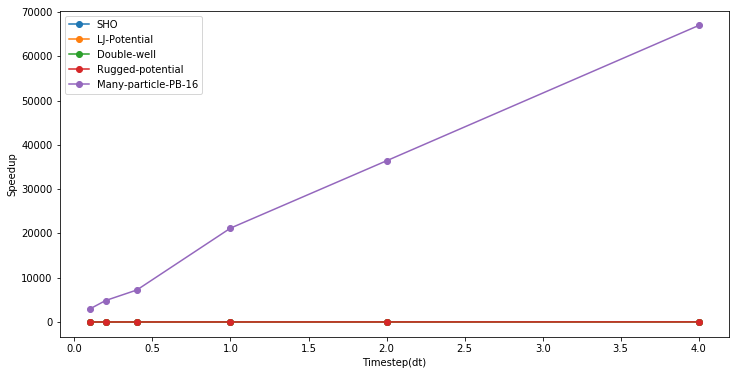 SHO
LJ-Potential
Double-well
Rugged-potential
Many-particle-PB-16
70000
60000
50000
40000
30000
20000
10000
0
Speedup
0.0 0.5 1.0 1.5 2.0 2.5 3.0 3.5 4.0
Timestep(dt)